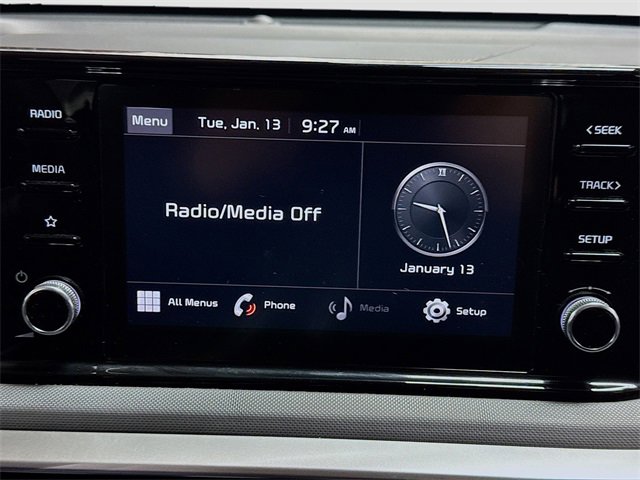 RADIO
MEDIA
Menu Tue, Jan. 13 9:27 AM
Radio/Media Off
XII
January 13
All Menus Phone Media Setup
<SEEK
TRACK>
SETUP